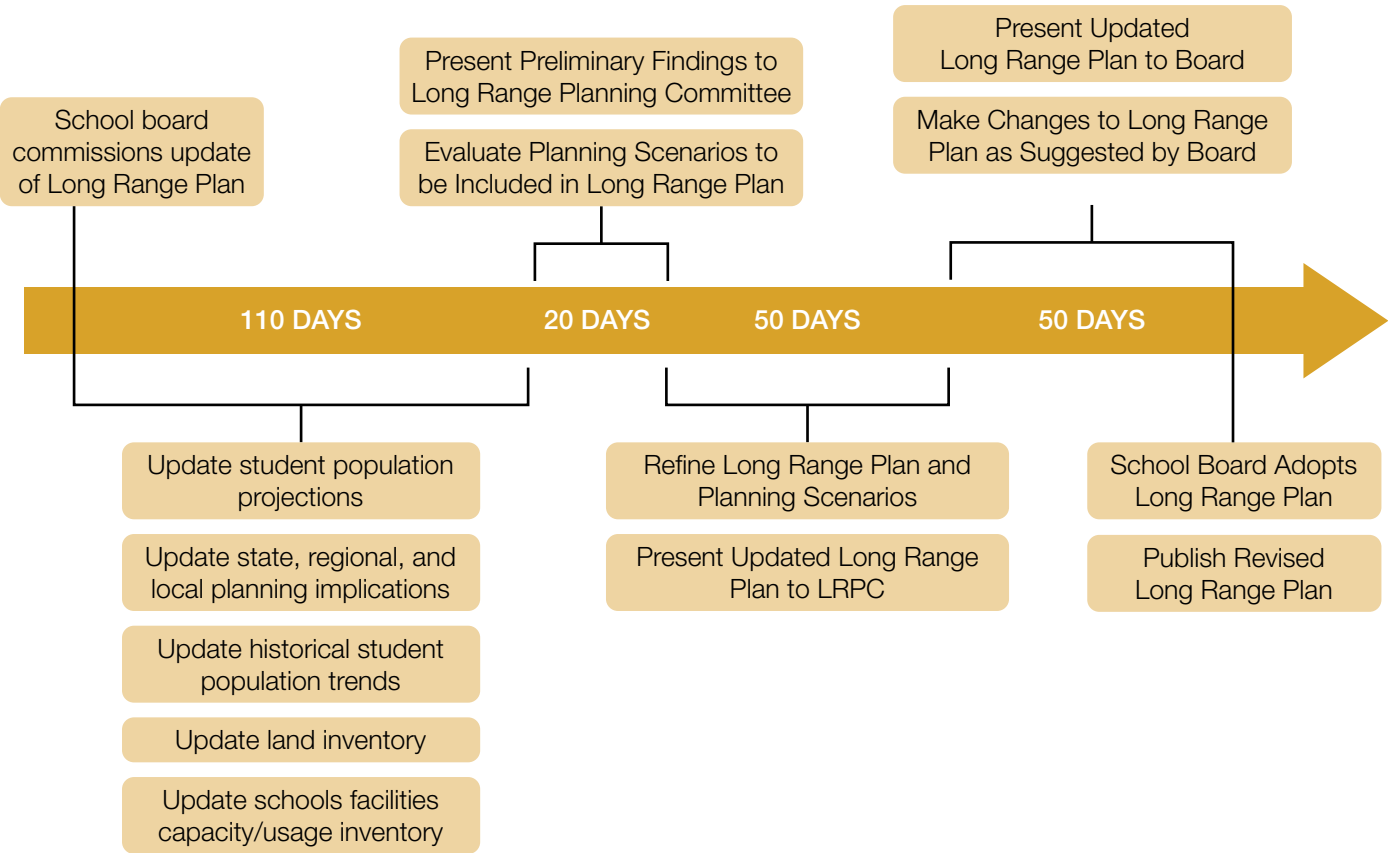 School board
commissions update
of Long Range Plan
Present Preliminary Findings to
Long Range Planning Committee
Evaluate Planning Scenarios to
be Included in Long Range Plan
Present Updated
Long Range Plan to Board
Make Changes to Long Range
Plan as Suggested by Board
110 DAYS
20 DAYS
50 DAYS
50 DAYS
Update student population
projections
Update state, regional, and
local planning implications
Update historical student
population trends
Update land inventory
Update schools facilities
capacity/usage inventory
Refine Long Range Plan and
Planning Scenarios
Present Updated Long Range
Plan to LRPC
School Board Adopts
Long Range Plan
Publish Revised
Long Range Plan